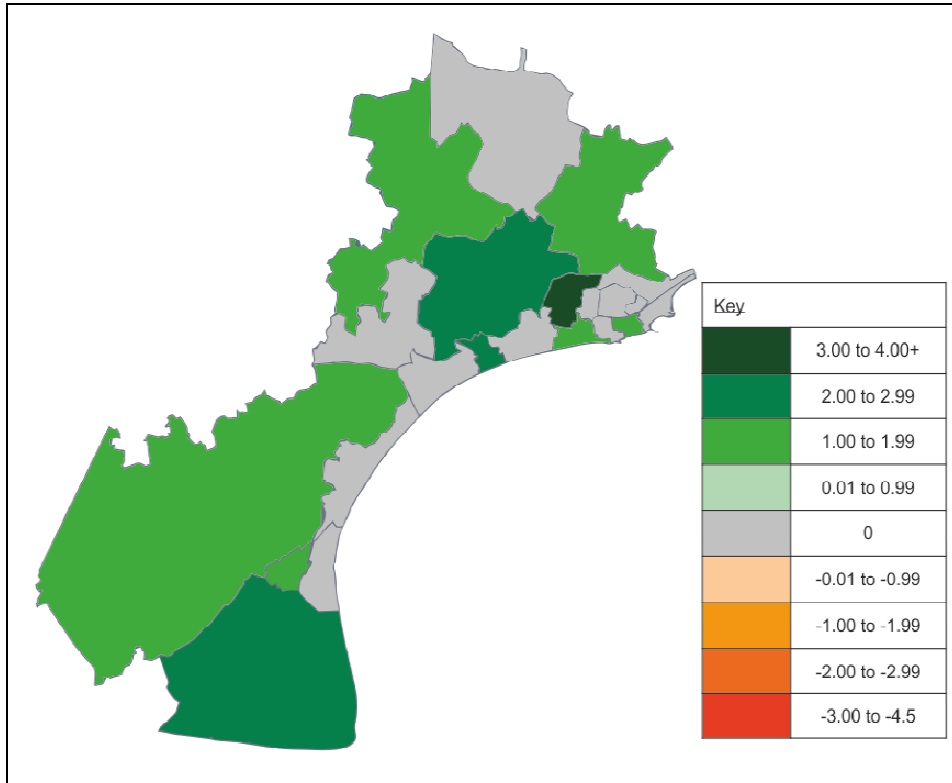 Key
3.00 to 4.00+
2.00 to 2.99
1.00 to 1.99
0.01 to 0.99
0
-0.01 to -0.99
-1.00 to -1.99
-2.00 to -2.99
-3.00 to -4.5